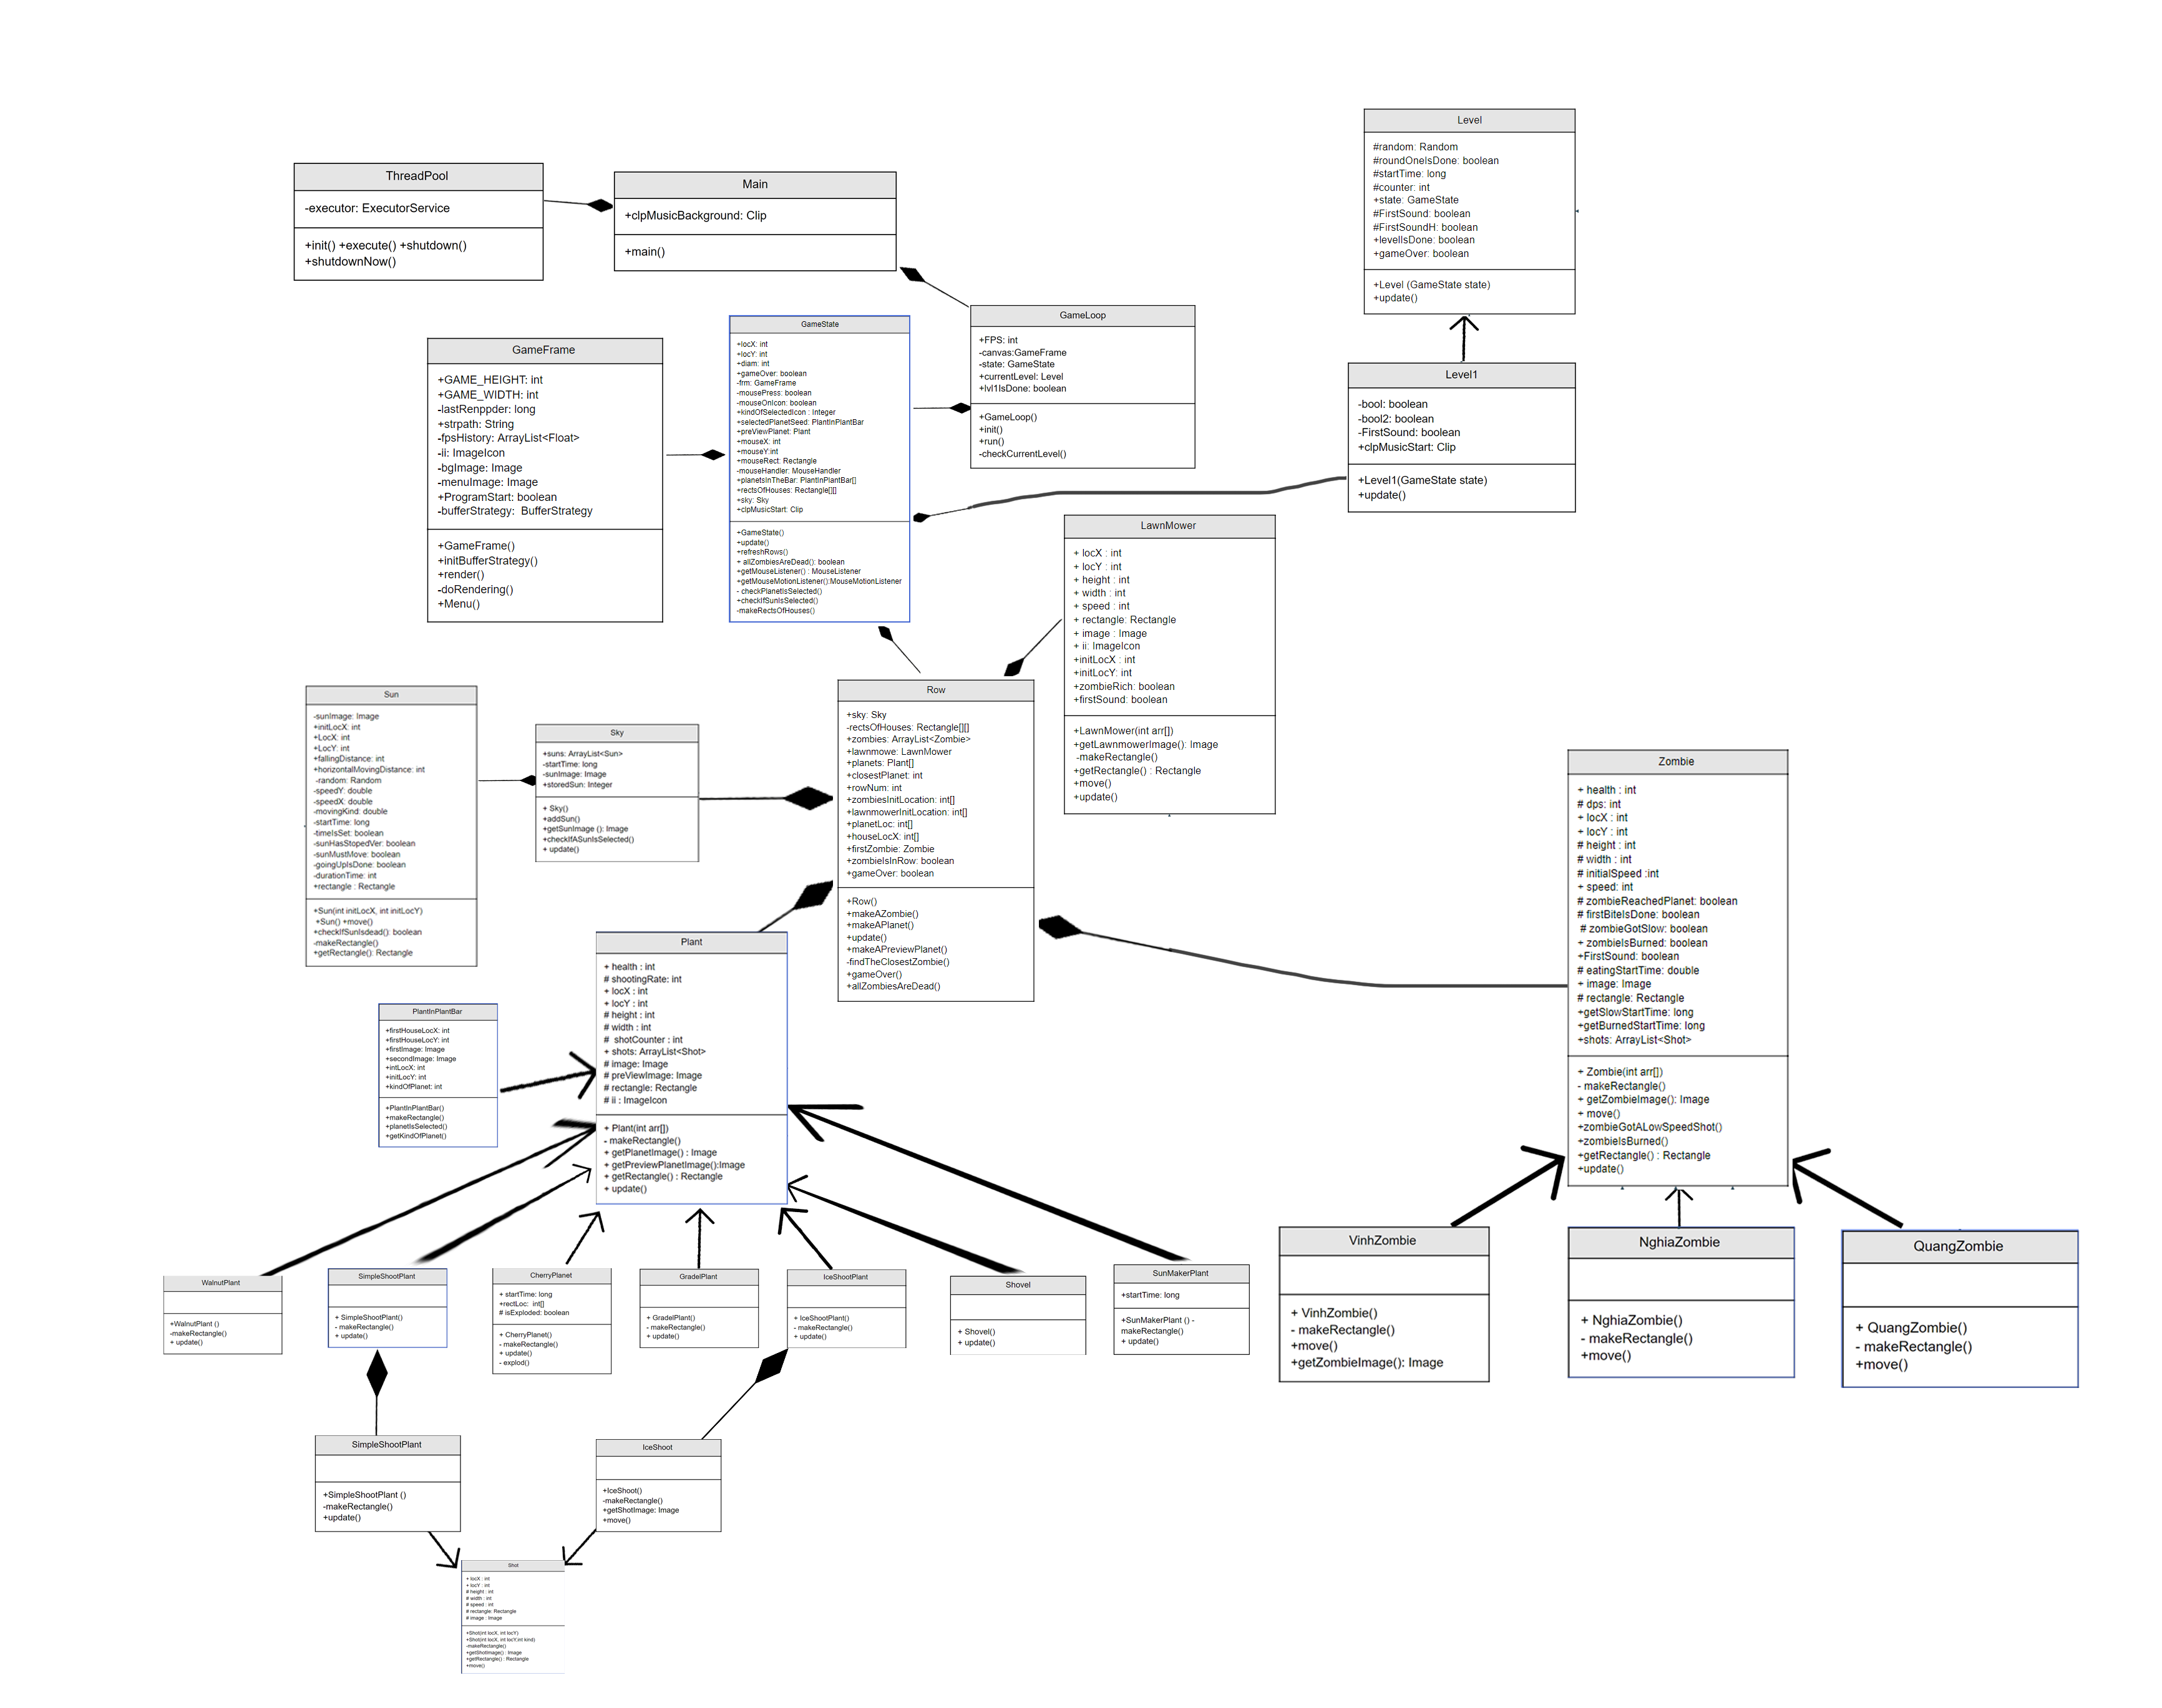 Level
#random: Random
#roundOneIsDone: boolean
#startTime: long
#counter: int
+state: GameState
#FirstSound: boolean
#FirstSoundH: boolean
+levelIsDone: boolean
+gameOver: boolean
+Level (GameState state)
+update()
ThreadPool
-executor: ExecutorService
+init() +execute() +shutdown()
+shutdownNow()
Main
+clpMusicBackground: Clip
+main()
GameLoop
+FPS: int
-canvas:GameFrame
-state: GameState
+currentLevel: Level
+lvl1IsDone: boolean
+GameLoop()
+init()
+run()
-checkCurrentLevel()
GameState
+locX: int
+locY: int
+diam: int
+gameOver: boolean
-frm: GameFrame
-mousePress: boolean
-mouseOnIcon: boolean
+kindOfSelectedIcon : Integer
+selectedPlanetSeed: PlantInPlantBar
+preViewPlanet: Plant
+mouseX: int
+mouseY:int
+mouseRect: Rectangle
-mouseHandler: MouseHandler
+planetsInTheBar: PlantInPlantBar[]
+rectsOfHouses: Rectangle[][]
+sky: Sky
+clpMusicStart: Clip
+GameState()
+update()
+refreshRows()
+ allZombiesAreDead(): boolean
+getMouseListener() : MouseListener
+getMouseMotionListener():MouseMotionListener
- checkPlanetIsSelected()
+checkIfSunIsSelected()
-makeRectsOfHouses()
GameFrame
+GAME_HEIGHT: int
+GAME_WIDTH: int
-lastRenppder: long
+strpath: String
-fpsHistory: ArrayList<Float>
-ii: ImageIcon
-bgImage: Image
-menuImage: Image
+ProgramStart: boolean
-bufferStrategy: BufferStrategy
+GameFrame()
+initBufferStrategy()
+render()
-doRendering()
+Menu()
Level1
-bool: boolean
-bool2: boolean
-FirstSound: boolean
+clpMusicStart: Clip
+Level1(GameState state)
+update()
LawnMower
+ locX : int
+ locY : int
+ height : int
+ width : int
+ speed : int
+ rectangle: Rectangle
+ image : Image
+ ii: ImageIcon
+initLocX : int
+initLocY: int
+zombieRich: boolean
+firstSound: boolean
+LawnMower(int arr[])
+getLawnmowerImage(): Image
-makeRectangle()
+getRectangle() : Rectangle
+move()
+update()
Row
+sky: Sky
-rectsOfHouses: Rectangle[][]
+zombies: ArrayList<Zombie>
+lawnmowe: LawnMower
+planets: Plant[]
+closestPlanet: int
+rowNum: int
+zombiesInitLocation: int[]
+lawnmowerInitLocation: int[]
+planetLoc: int[]
+houseLocX: int[]
+firstZombie: Zombie
+zombieIsInRow: boolean
+gameOver: boolean
+Row()
+makeAZombie()
+makeAPlanet()
+update()
+makeAPreviewPlanet()
-findTheClosestZombie()
+gameOver()
+allZombiesAreDead()
Sun
-sunImage: Image
+initLocX: int
+LocX: int
+LocY: int
+fallingDistance: int
+horizontalMovingDistance: int
-random: Random
-speedY: double
-speedX: double
-movingKind: double
-startTime: long
-timeIsSet: boolean
-sunHasStopedVer: boolean
-sunMustMove: boolean
-goingUpIsDone: boolean
-durationTime: int
+rectangle : Rectangle
+Sun(int initLocX, int initLocY)
+Sun() +move()
+checkIfSunIsdead(): boolean
-makeRectangle()
+getRectangle(): Rectangle
Sky
+suns: ArrayList<Sun>
-startTime: long
-sunImage: Image
+storedSun: Integer
+ Sky()
+addSun()
+getSunImage (): Image
+checkIfASunIsSelected()
+ update()
Zombie
+ health : int
# dps: int
+ locX : int
+ locY : int
# height : int
# width : int
# initialSpeed :int
+ speed: int
# zombieReachedPlanet: boolean
# firstBiteIsDone: boolean
# zombieGotSlow: boolean
+ zombieIsBurned: boolean
+FirstSound: boolean
# eatingStartTime: double
+ image: Image
# rectangle: Rectangle
+getSlowStartTime: long
+getBurnedStartTime: long
+shots: ArrayList<Shot>
+ Zombie(int arr[])
- makeRectangle()
+ getZombieImage(): Image
+ move()
+zombieGotALowSpeedShot()
+zombieIsBurned()
+getRectangle() : Rectangle
+update()
Plant
+ health : int
# shootingRate: int
+ locX : int
+ locY : int
# height : int
# width : int
# shotCounter : int
+ shots: ArrayList<Shot>
# image: Image
# preViewImage: Image
# rectangle: Rectangle
# ii : ImageIcon
+ Plant(int arr[])
- makeRectangle()
+ getPlanetImage() : Image
+ getPreviewPlanetImage():Image
+ getRectangle() : Rectangle
+ update()
PlantInPlantBar
+firstHouseLocX: int
+firstHouseLocY: int
+firstImage: Image
+secondImage: Image
+intLocX: int
+initLocY: int
+kindOfPlanet: int
+PlantInPlantBar()
+makeRectangle()
+planetIsSelected()
+getKindOfPlanet()
WalnutPlant
+WalnutPlant ()
-makeRectangle()
+ update()
SimpleShootPlant
+ SimpleShootPlant()
- makeRectangle()
+ update()
CherryPlanet
+ startTime: long
+rectLoc: int[]
# isExploded: boolean
+ CherryPlanet()
- makeRectangle()
+ update()
- explod()
GradelPlant
+ GradelPlant()
- makeRectangle()
+ update()
IceShootPlant
+ IceShootPlant()
- makeRectangle()
+ update()
Shovel
+ Shovel()
+ update()
SunMakerPlant
+startTime: long
+SunMakerPlant () -
makeRectangle()
+ update()
VinhZombie
+ VinhZombie()
- makeRectangle()
+move()
+getZombieImage(): Image
NghiaZombie
+ NghiaZombie()
- makeRectangle()
+move()
QuangZombie
+ QuangZombie()
- makeRectangle()
+move()
SimpleShootPlant
+SimpleShootPlant ()
-makeRectangle()
+update()
IceShoot
+IceShoot()
-makeRectangle()
+getShotImage: Image
+move()
Shot
+ locX : int
+ locY : int
# height : int
# width : int
# speed : int
# rectangle: Rectangle
# image : Image
+Shot(int locX, int locY)
+Shot(int locX, int locY,int kind)
-makeRectangle()
+getShotImage() : Image
+getRectangle() : Rectangle
+move()